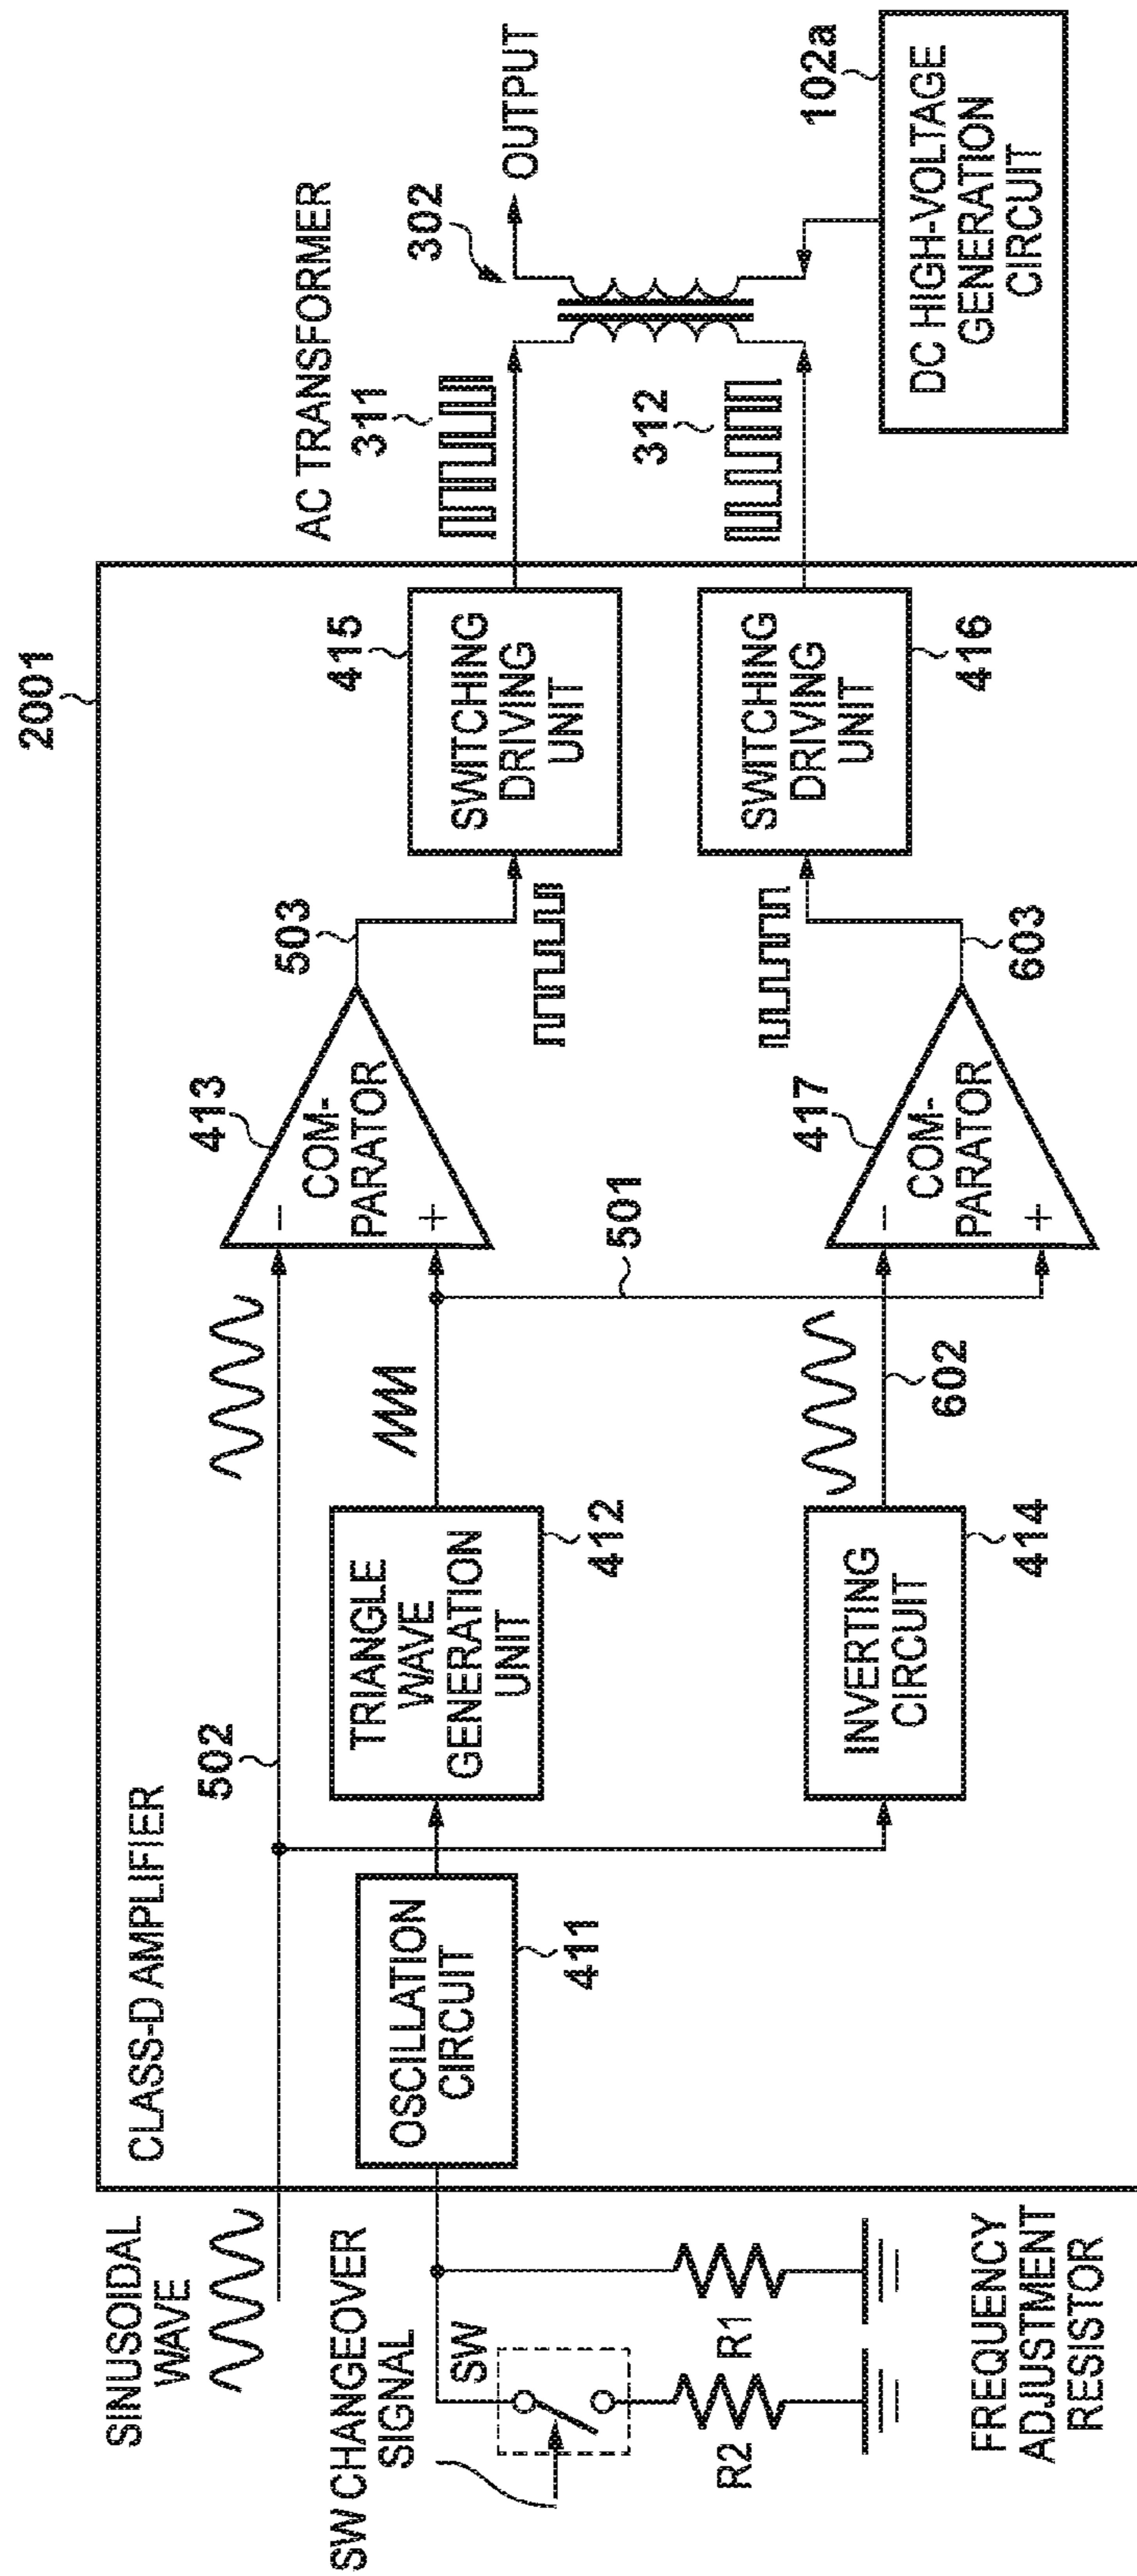 2001
CLASS-D AMPLIFIER
SINUSOIDAL
WAVE
502
413
COM-
PARATOR
-
+
503
415
SWITCHING
DRIVING
UNIT
AC TRANSFORMER
311
302
OUTPUT
SW CHANGEOVER
SIGNAL
SW
R2
R1
FREQUENCY
ADJUSTMENT
RESISTOR
OSCILLATION
CIRCUIT
411
TRIANGLE
WAVE
GENERATION
UNIT
412
501
INVERTING
CIRCUIT
414
602
417
COM-
PARATOR
-
+
603
SWITCHING
DRIVING
UNIT
416
312
102a
DC HIGH-VOLTAGE
GENERATION
CIRCUIT